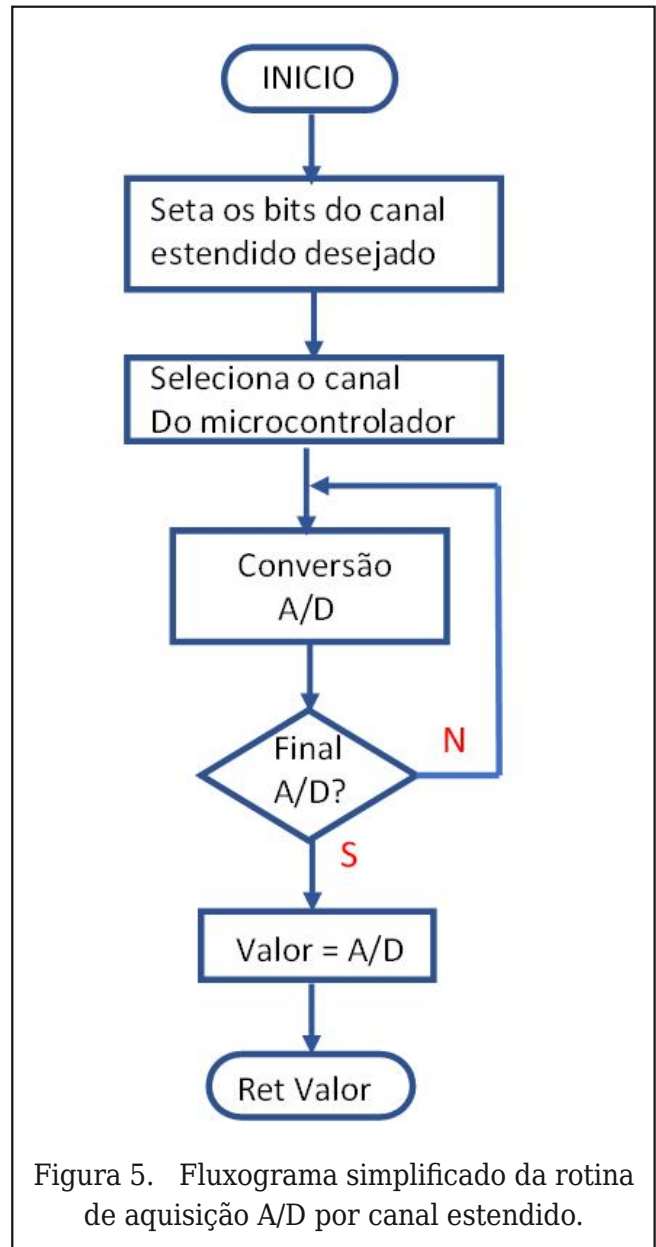 INICIO
Seta os bits do canal
estendido desejado
Seleciona o canal
Do microcontrolador
Conversão
A/D
Final
A/D?
N
S
Valor = A/D
Ret Valor
Figura 5. Fluxograma simplificado da rotina
de aquisição A/D por canal estendido.